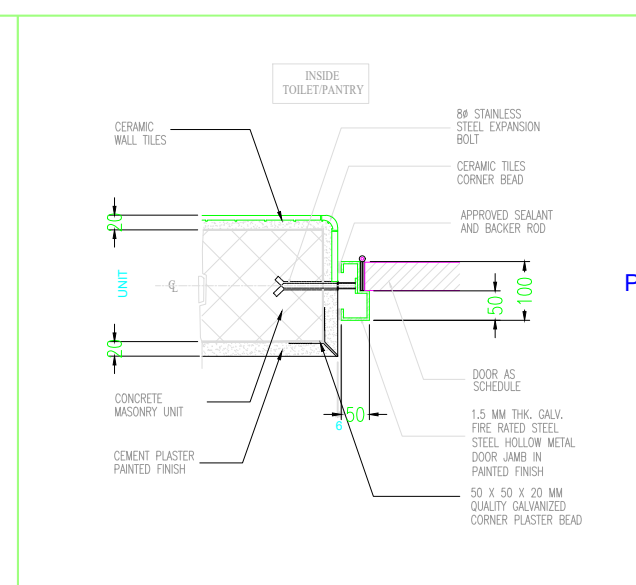 INSIDE
TOILET/PANTRY
CERAMIC
WALL TILES
8ø STAINLESS
STEEL EXPANSION
BOLT
CERAMIC TILES
CORNER BEAD
APPROVED SEALANT
AND BACKER ROD
20
UNIT
℄
20
100
50
P
50
6
DOOR AS
SCHEDULE
CONCRETE
MASONRY UNIT
1.5 MM THK. GALV.
FIRE RATED STEEL
STEEL HOLLOW METAL
DOOR JAMB IN
PAINTED FINISH
CEMENT PLASTER
PAINTED FINISH
50 X 50 X 20 MM
QUALITY GALVANIZED
CORNER PLASTER BEAD